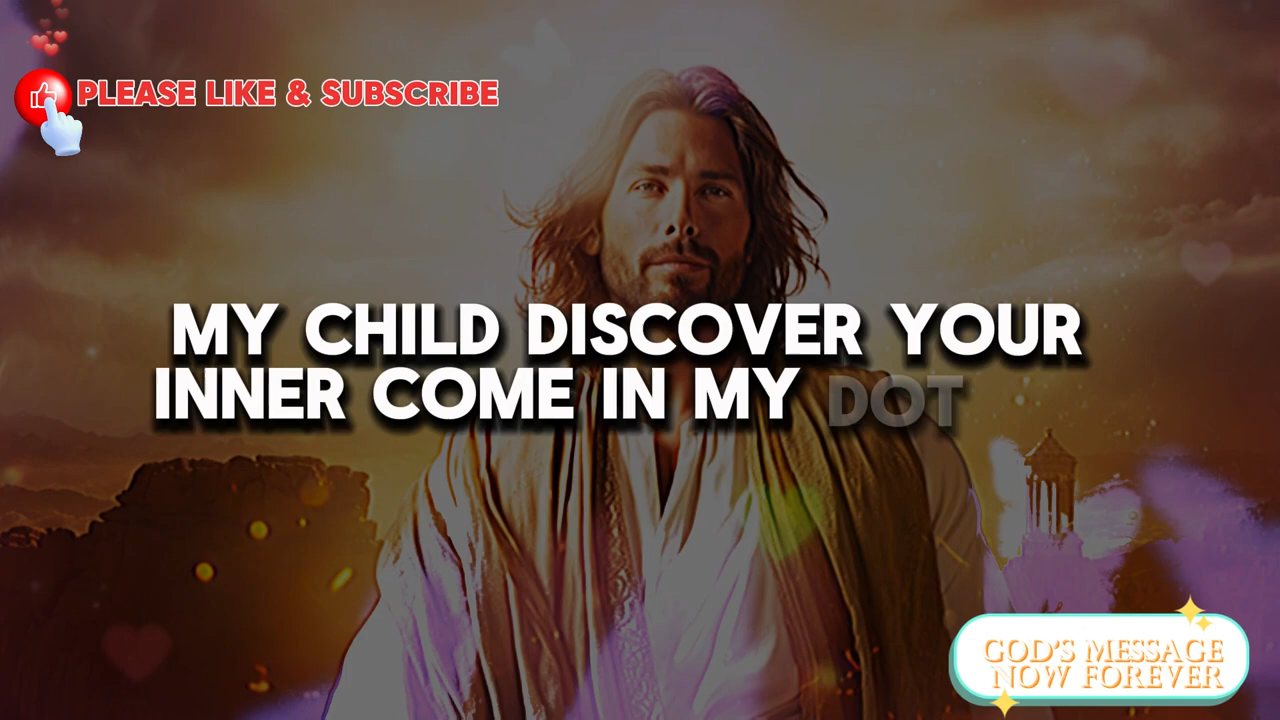 PLEASE LIKE & SUBSCRIBE
MY CHILD DISCOVER YOUR
INNER COME IN MY DOT
GOD'S MESSAGE
NOW FOREVER